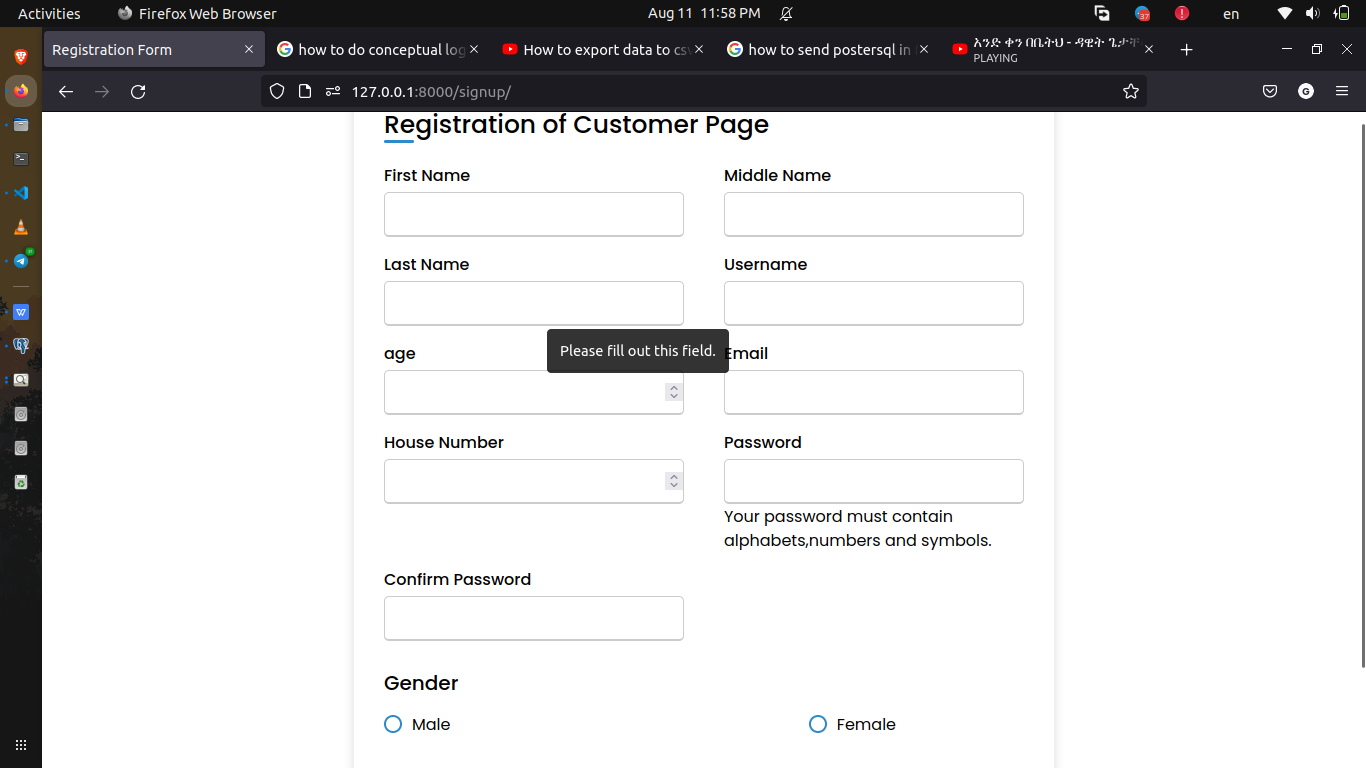 Activities
Firefox Web Browser
Aug 11 11:58 PM
37
en
Registration Form
how to do conceptual log
How to export data to cs
how to send postersql in
አንድ ቀን በቤትህ - ዳዊት ጌታቸ
PLAYING
127.0.0.1:8000/signup/
G
Registration of Customer Page
First Name
Middle Name
Last Name
Username
age
Please fill out this field.
Email
House Number
Password
Your password must contain
alphabets,numbers and symbols.
Confirm Password
Gender
Male
Female